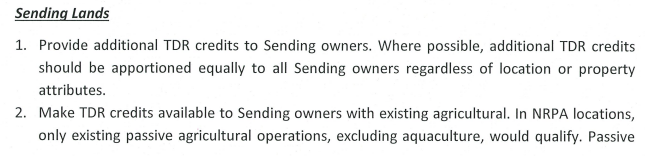 Sending Lands
1. Provide additional TDR credits to Sending owners. Where possible, additional TDR credits
should be apportioned equally to all Sending owners regardless of location or property
attributes.
2. Make TDR credits available to Sending owners with existing agricultural. In NRPA locations,
only existing passive agricultural operations, excluding aquaculture, would qualify. Passive